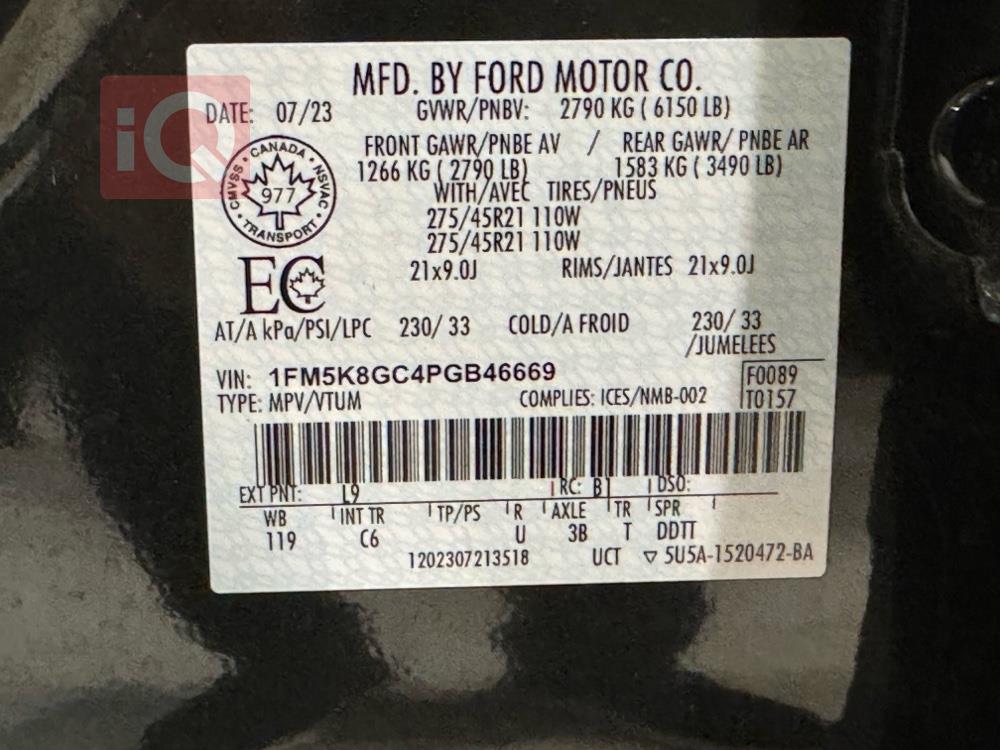 iQ
MFD. BY FORD MOTOR CO.
DATE: 07/23 GVWR/PNBV: 2790 KG ( 6150 LB)
FRONT GAWR/PNBE AV / REAR GAWR/ PNBE AR
1266 KG ( 2790 LB) 1583 KG ( 3490 LB)
WITH/AVEC TIRES/PNEUS
275/45R21 110W
275/45R21 110W
21x9.0J RIMS/JANTES 21x9.0J
CMVSS • CANADA • NSVAC • TRANSPORT •
977
EC
AT/A kPa/PSI/LPC 230/ 33 COLD/A FROID 230/ 33
/JUMELEES
VIN: 1FM5K8GC4PGB46669 F0089
TYPE: MPV/VTUM COMPLIES: ICES/NMB-002 T0157
EXT PNT: L9 RC: B1 DSO:
WB INT TR TP/PS R AXLE TR SPR
119 C6 U 3B T DDTT
1202307213518 UCT ▽ 5U5A-1520472-BA